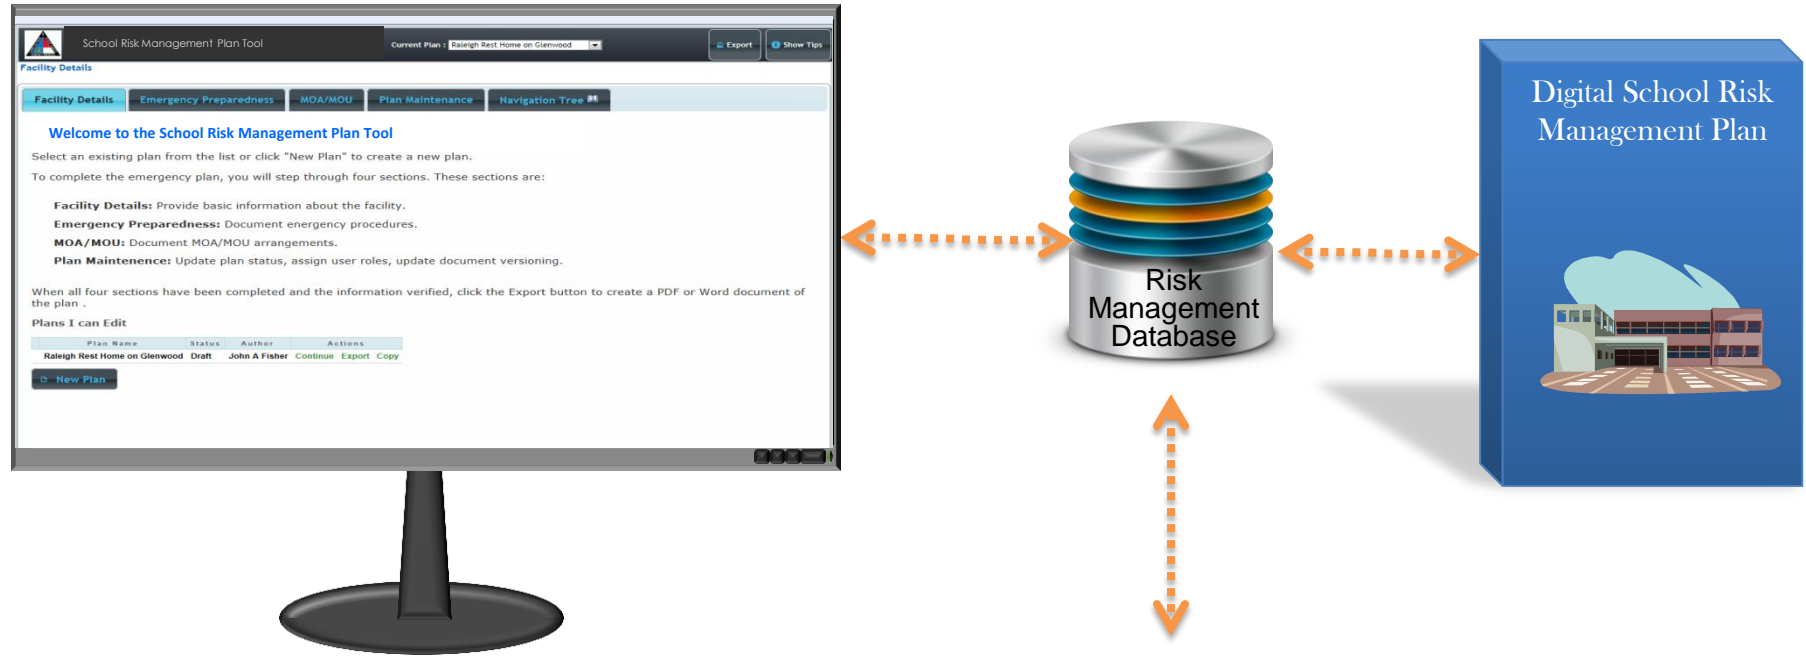 School Risk Management Plan Tool
Current Plan : Raleigh Rest Home on Glenwood
Export
Show Tips
Facility Details
Facility Details
Emergency Preparedness
MOA/MOU
Plan Maintenance
Navigation Tree
Welcome to the School Risk Management Plan Tool
Select an existing plan from the list or click "New Plan" to create a new plan.
To complete the emergency plan, you will step through four sections. These sections are:
Facility Details: Provide basic information about the facility.
Emergency Preparedness: Document energency procedures.
MOA/MOU: Document MOA/MOU arrangements.
Plan Maintenence: Update plan status, assign user roles, update document versioning.
When all four sections have been completed and the information verified, click the Export button to create a PDF or Word document of
the plan .
Plans I can Edit
Plan Name Status Author Actions
Raleigh Rest Home on Glenwood Draft John A Fisher Continue Export Copy
New Plan
Risk
Management
Database
Digital School Risk
Management Plan